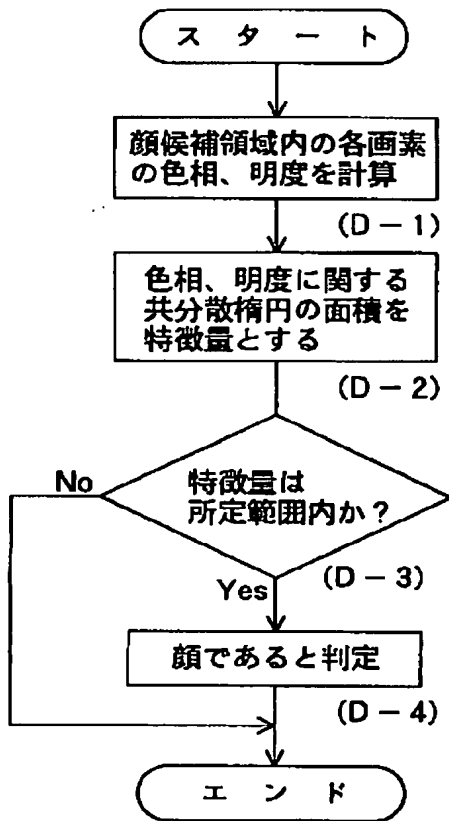 スタート
顔候補領域内の各画素
の色相、明度を計算
(D-1)
色相、明度に関する
共分散楕円の面積を
特徴量とする
(D-2)
No
特徴量は
所定範囲内か?
(D-3)
Yes
顔であると判定
(D-4)
エンド